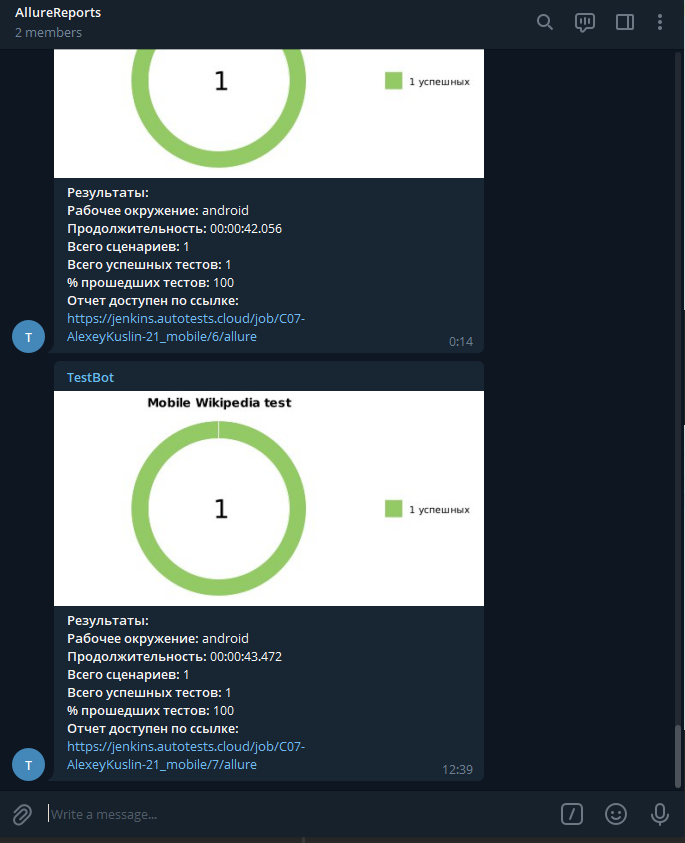 AllureReports
2 members
1
1 успешных
Результаты:
Рабочее окружение: android
Продолжительность: 00:00:42.056
Всего сценариев: 1
Всего успешных тестов: 1
% прошедших тестов: 100
Отчет доступен по ссылке:
https://jenkins.autotests.cloud/job/C07-
AlexeyKuslin-21_mobile/6/allure
T
0:14
TestBot
Mobile Wikipedia test
1
1 успешных
Результаты:
Рабочее окружение: android
Продолжительность: 00:00:43.472
Всего сценариев: 1
Всего успешных тестов: 1
% прошедших тестов: 100
Отчет доступен по ссылке:
https://jenkins.autotests.cloud/job/C07-
AlexeyKuslin-21_mobile/7/allure
T
12:39
Write a message...